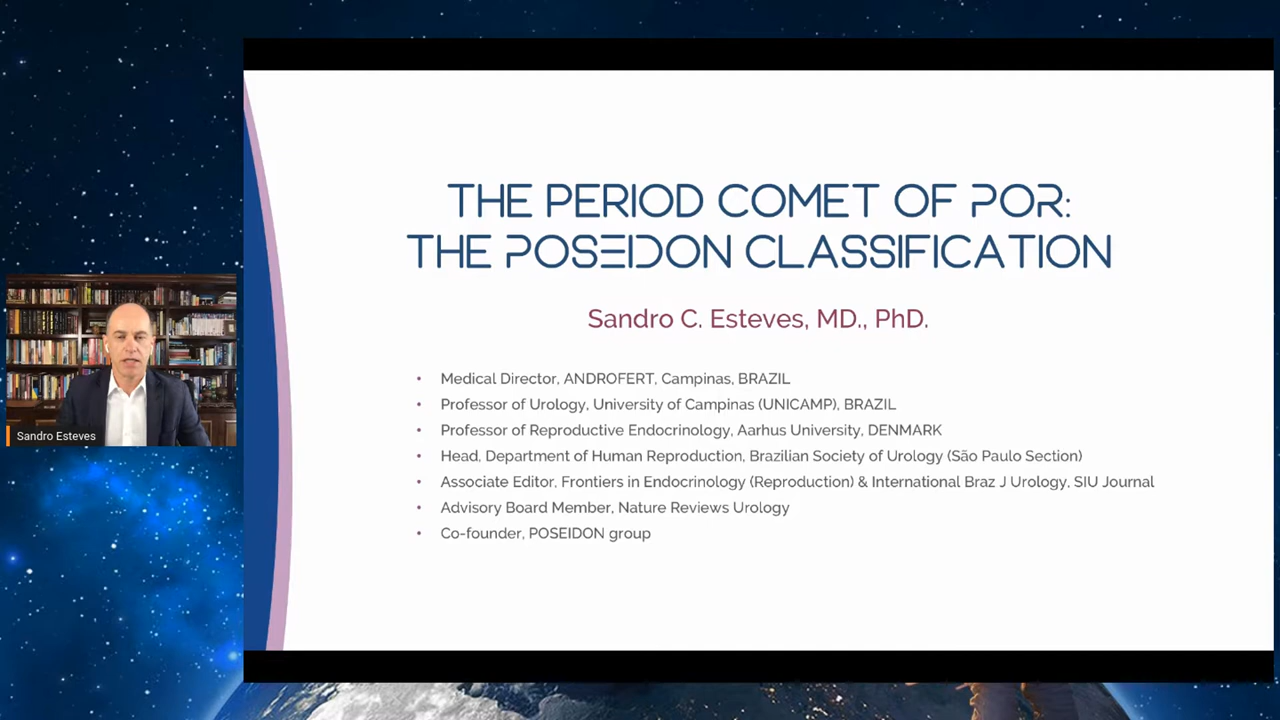 THE PERIOD COMET OF POR:
THE POSEIDON CLASSIFICATION
Sandro C. Esteves, MD., PhD.
• Medical Director, ANDROFERT, Campinas, BRAZIL
• Professor of Urology, University of Campinas (UNICAMP), BRAZIL
• Professor of Reproductive Endocrinology, Aarhus University, DENMARK
• Head, Department of Human Reproduction, Brazilian Society of Urology (São Paulo Section)
• Associate Editor, Frontiers in Endocrinology (Reproduction) & International Braz J Urology, SIU Journal
• Advisory Board Member, Nature Reviews Urology
• Co-founder, POSEIDON group
Sandro Esteves